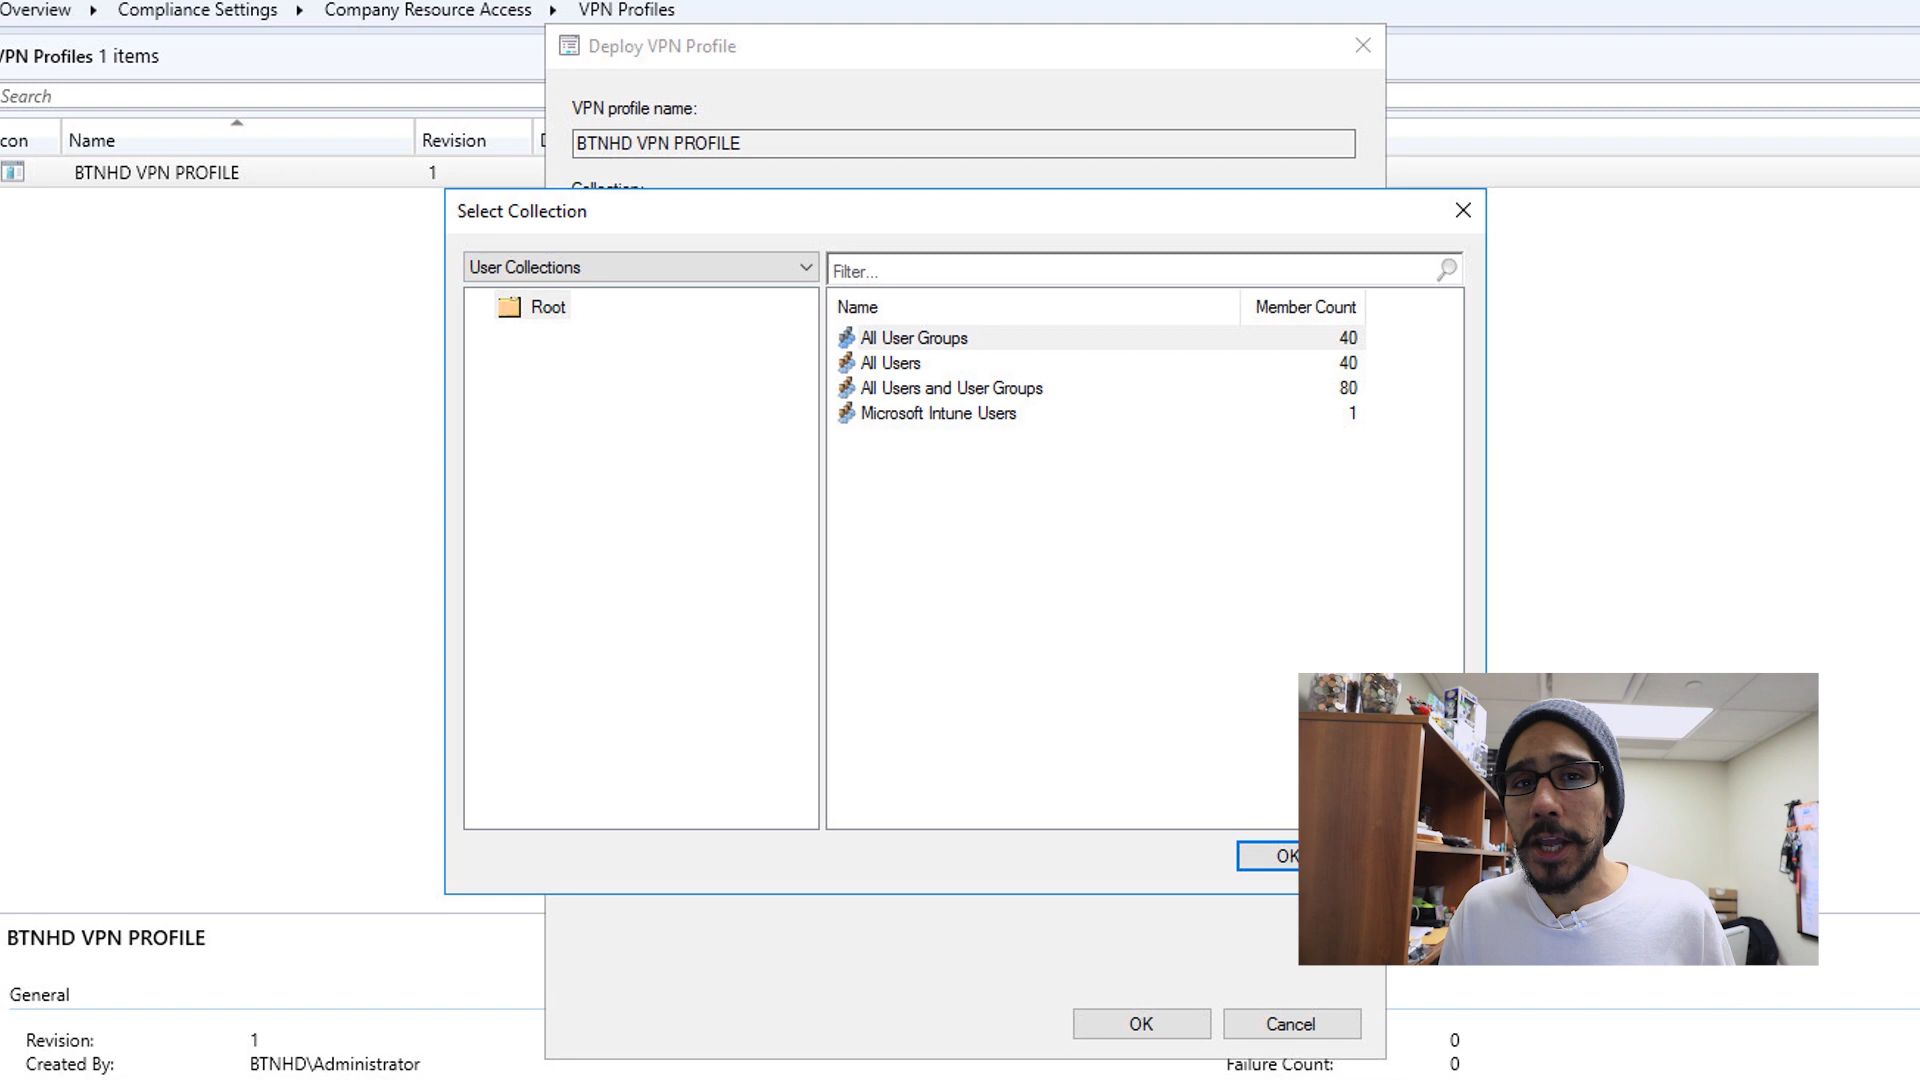 Overview ▸ Compliance Settings ▸ Company Resource Access ▸ VPN Profiles
VPN Profiles 1 items
Search
con Name Revision
BTNHD VPN PROFILE 1
Deploy VPN Profile
VPN profile name:
BTNHD VPN PROFILE
Collection:
Select Collection
User Collections
Filter...
Root
Name Member Count
All User Groups 40
All Users 40
All Users and User Groups 80
Microsoft Intune Users 1
OK
OK Cancel
BTNHD VPN PROFILE
General
Revision: 1 0
Created By: BTNHD\Administrator Failure Count: 0